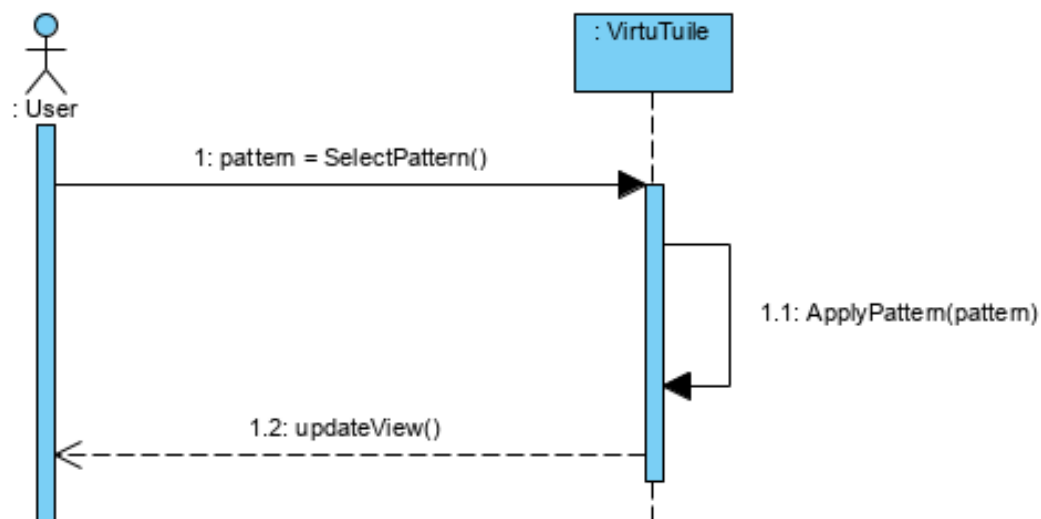 : User
: VirtuTuile
1: pattern = SelectPattern()
1.1: ApplyPattern(pattern)
1.2: updateView()